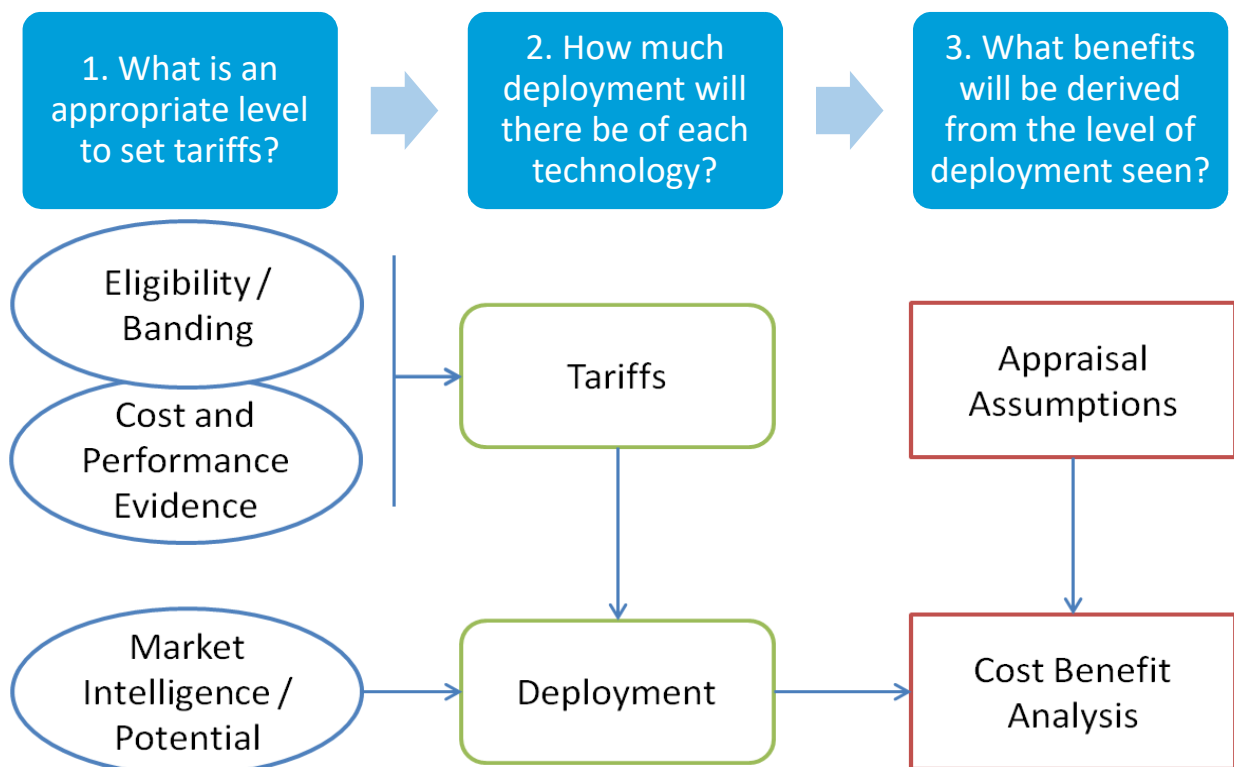 1. What is an
appropriate level
to set tariffs?
2. How much
deployment will
there be of each
technology?
3. What benefits
will be derived
from the level of
deployment seen?
Eligibility /
Banding
Cost and
Performance
Evidence
Tariffs
Appraisal
Assumptions
Market
Intelligence /
Potential
Deployment
Cost Benefit
Analysis